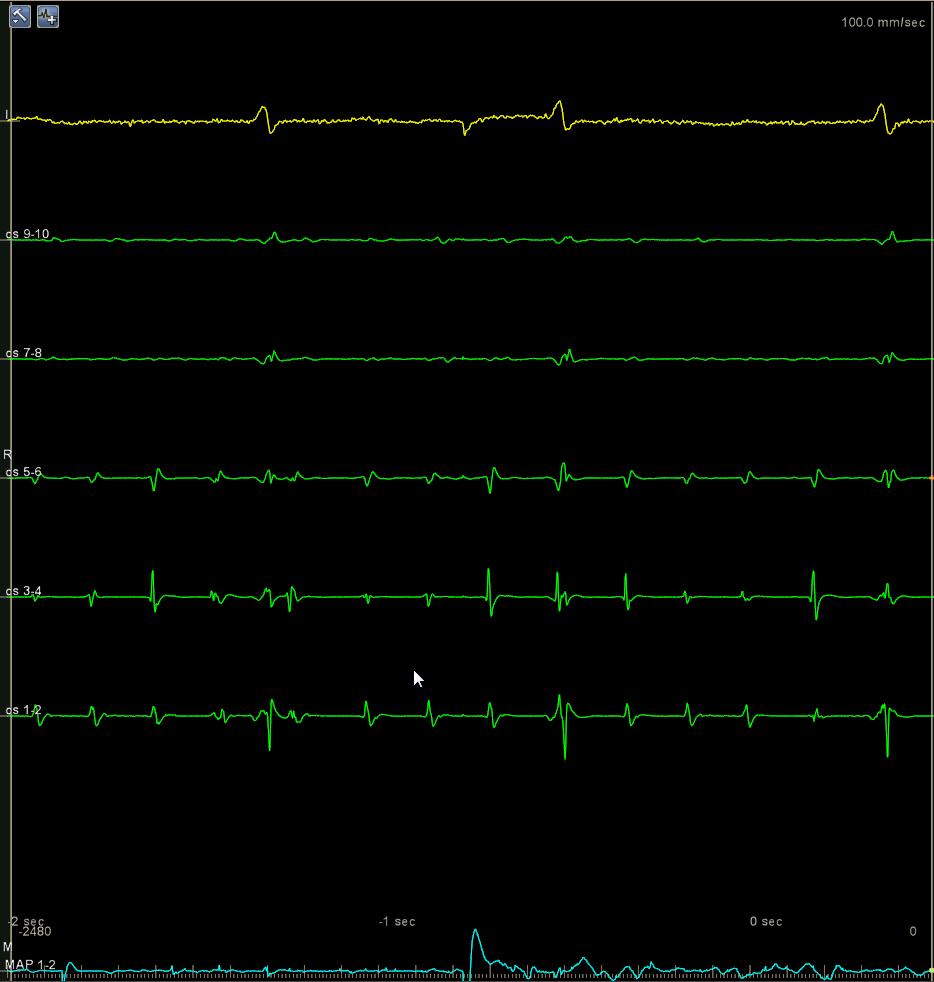 100.0 mm/sec
I
cs 9-10
cs 7-8
R
cs 5-6
cs 3-4
cs 1-2
-2 sec
-1 sec
0 sec
-2480
0
M
MAP 1-2